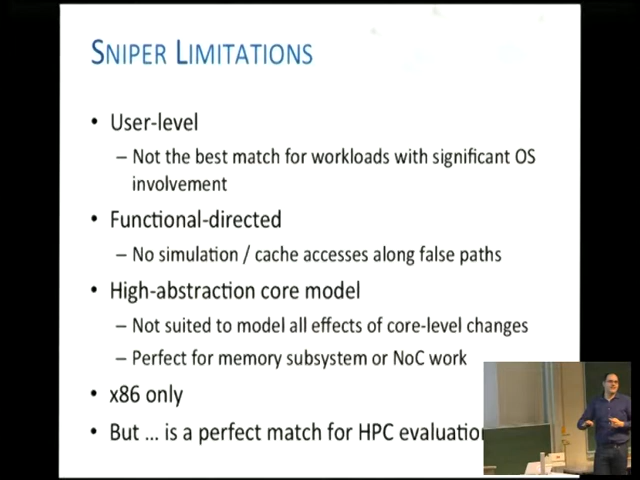 SNIPER LIMITATIONS
• User-level
– Not the best match for workloads with significant OS
involvement
• Functional-directed
– No simulation / cache accesses along false paths
• High-abstraction core model
– Not suited to model all effects of core-level changes
– Perfect for memory subsystem or NoC work
• x86 only
• But … is a perfect match for HPC evaluation